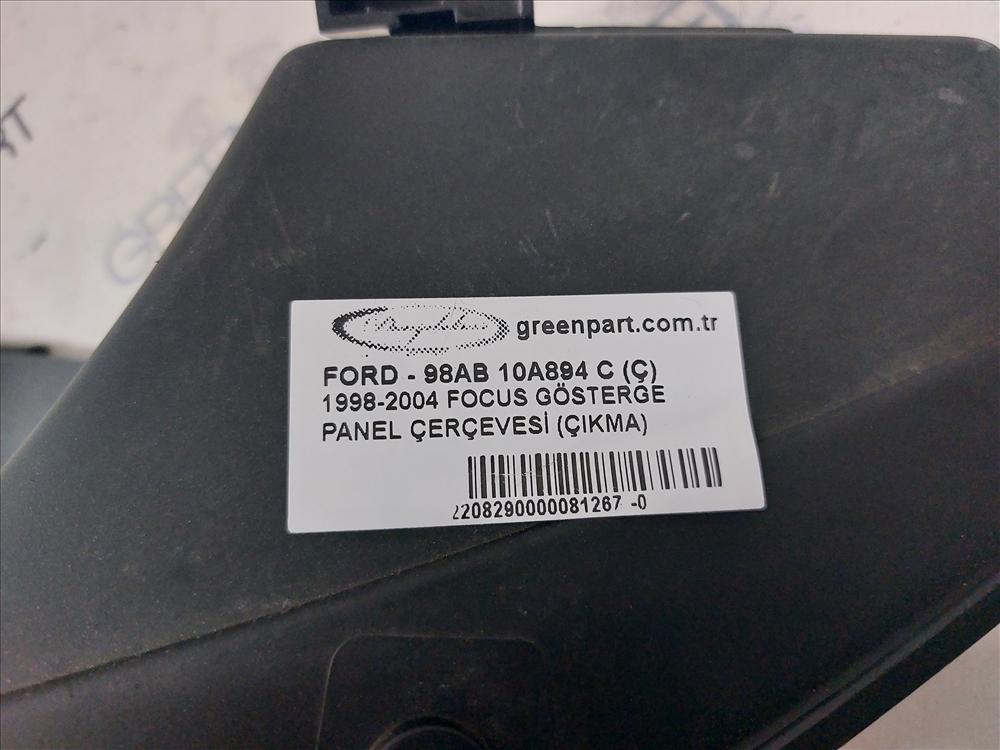 greenpart.com.tr
FORD - 98AB 10A894 C (Ç)
1998-2004 FOCUS GÖSTERGE
PANEL ÇERÇEVESİ (ÇIKMA)
2208290000081267 -0